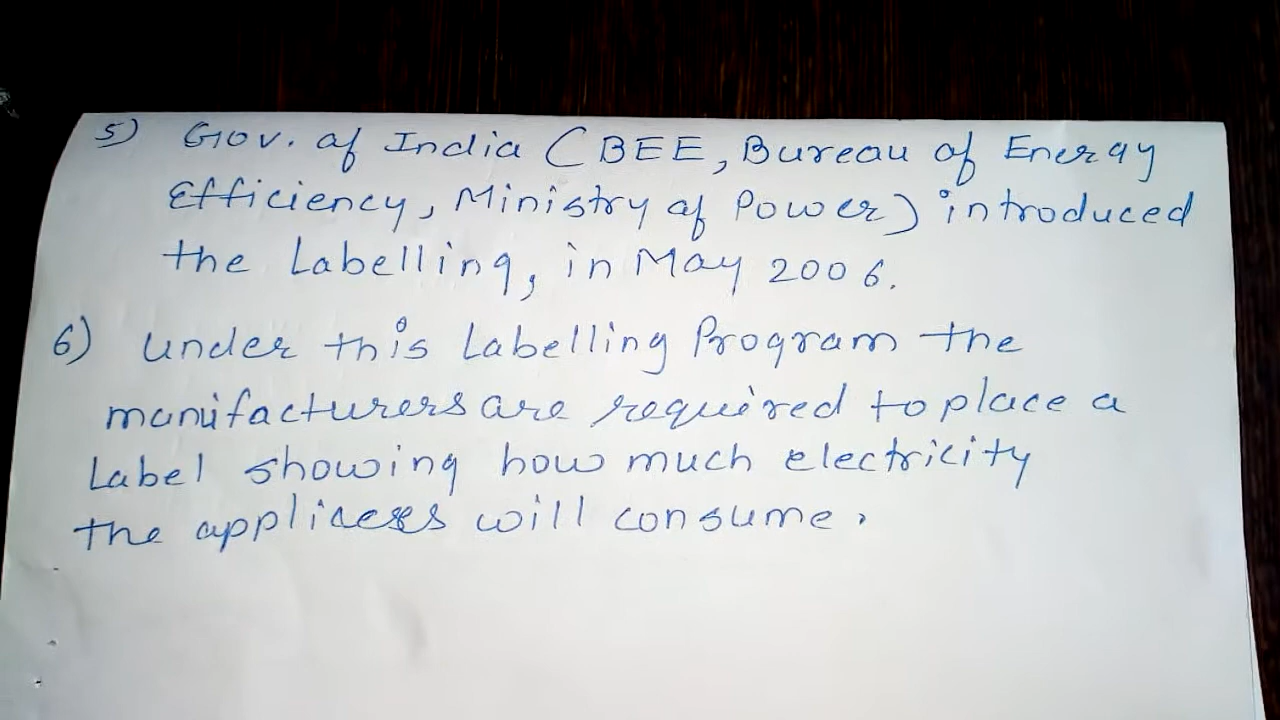 5) Gov. of India (BEE, Bureau of Energy
Efficiency, Ministry of Power) introduced
the Labelling, in May 2006.
6) Under this Labelling Program the
manufacturers are required to place a
Label showing how much electricity
the will consume.